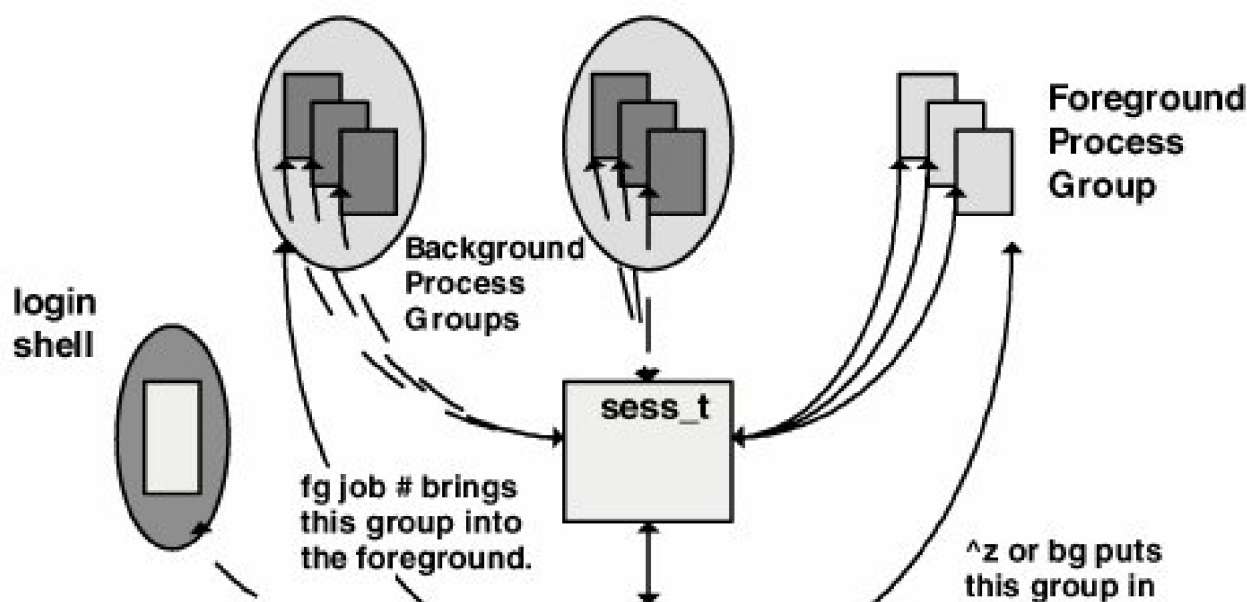 Foreground
Process
Group
Background
Process
Groups
login
shell
sess_t
fg job # brings
this group into
the foreground.
^z or bg puts
this group in